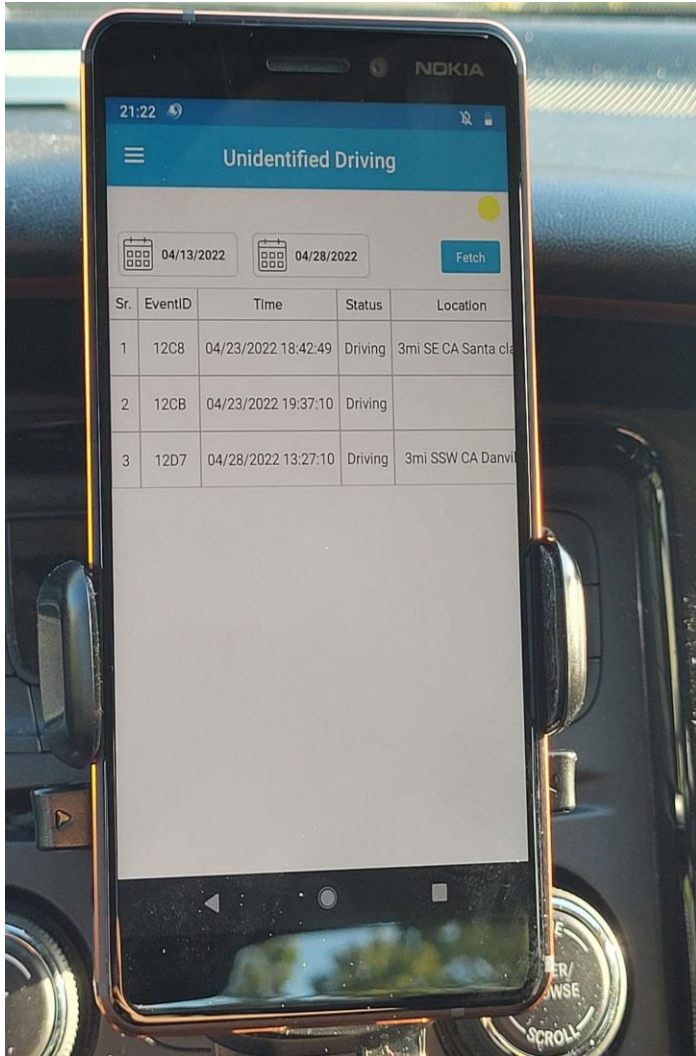 NOKIA
21:22
Unidentified Driving
04/13/2022 04/28/2022 Fetch
Sr. EventID Time Status Location
1 12C8 04/23/2022 18:42:49 Driving 3mi SE CA Santa cla
2 12CB 04/23/2022 19:37:10 Driving
3 12D7 04/28/2022 13:27:10 Driving 3mi SSW CA Danvil
SCROLL